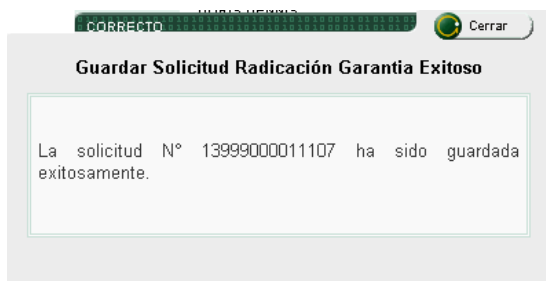 CORRECTO
Cerrar
Guardar Solicitud Radicación Garantia Exitoso
La solicitud N° 13999000011107 ha sido guardada
exitosamente.